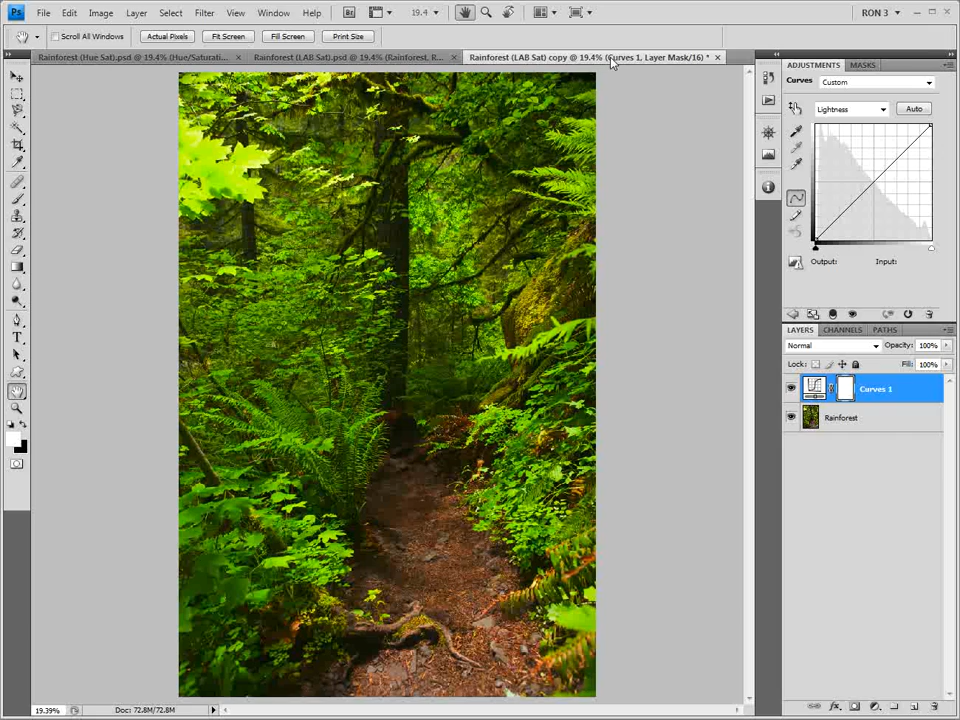 Ps File Edit Image Layer Select Filter View Window Help Br 19.4 RON 3
Scroll All Windows Actual Pixels Fit Screen Fill Screen Print Size
Rainforest (Hue Sat).psd @ 19.4% (Hue/Saturati... × Rainforest (LAB Sat).psd @ 19.4% (Rainforest, R... × Rainforest (LAB Sat) copy @ 19.4% (Curves 1, Layer Mask/16) * ×
ADJUSTMENTS MASKS
Curves Custom
Lightness Auto
Output: Input:
LAYERS CHANNELS PATHS
Normal Opacity: 100%
Lock: Fill: 100%
Curves 1
Rainforest
19.39% Doc: 72.8M/72.8M
fx